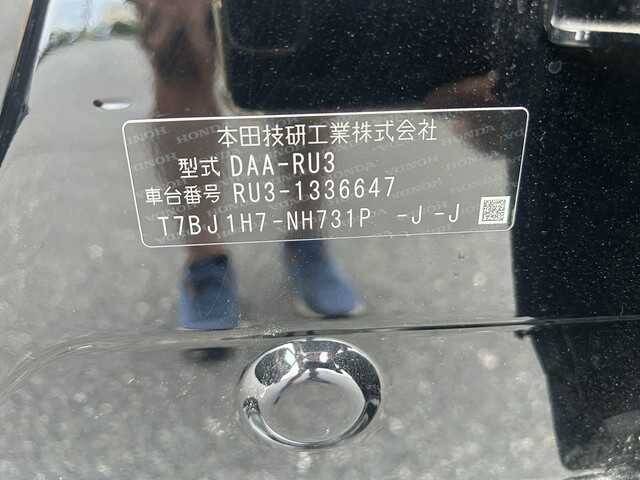 本田技研工業株式会社
型式 DAA-RU3
車台番号 RU3-1336647
T7BJ1H7-NH731P -J -J